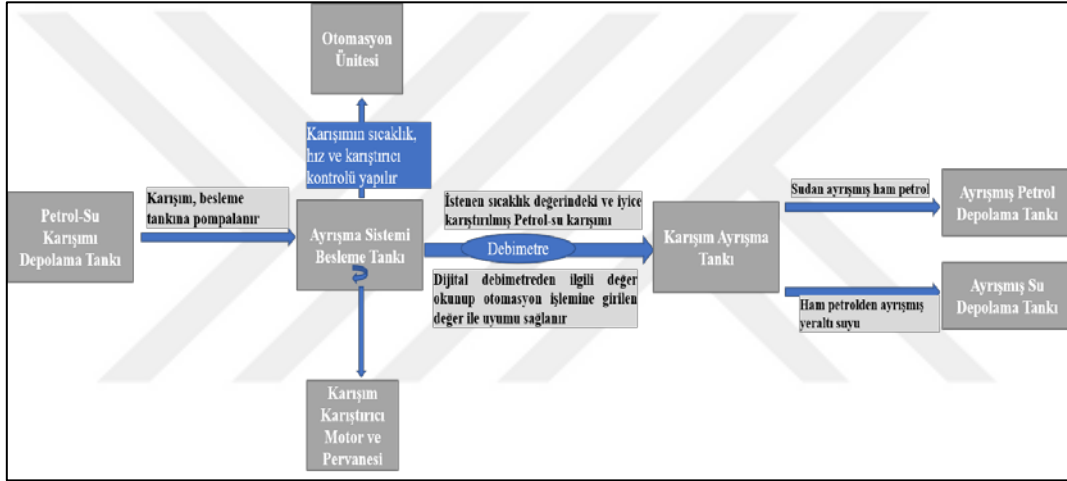 Otomasyon
Ünitesi
Karışımın sıcaklık,
hız ve karıştırıcı
kontrolü yapılır
Petrol-Su
Karışımı
Depolama Tankı
Karışım, besleme
tankına pompalanır
Ayrışma Sistemi
Besleme Tankı
İstenen sıcaklık değerindeki ve iyice
karıştırılmış Petrol-su karışımı
Debimetre
Dijital debimetreden ilgili değer
okunup otomasyon işlemine girilen
değer ile uyumu sağlanır
Karışım Ayrışma
Tankı
Sudan ayrışmış ham petrol
Ayrışmış Petrol
Depolama Tankı
Ham petrolden ayrışmış
yeraltı suyu
Ayrışmış Su
Depolama Tankı
Karışım
Karıştırıcı
Motor ve
Pervanesi